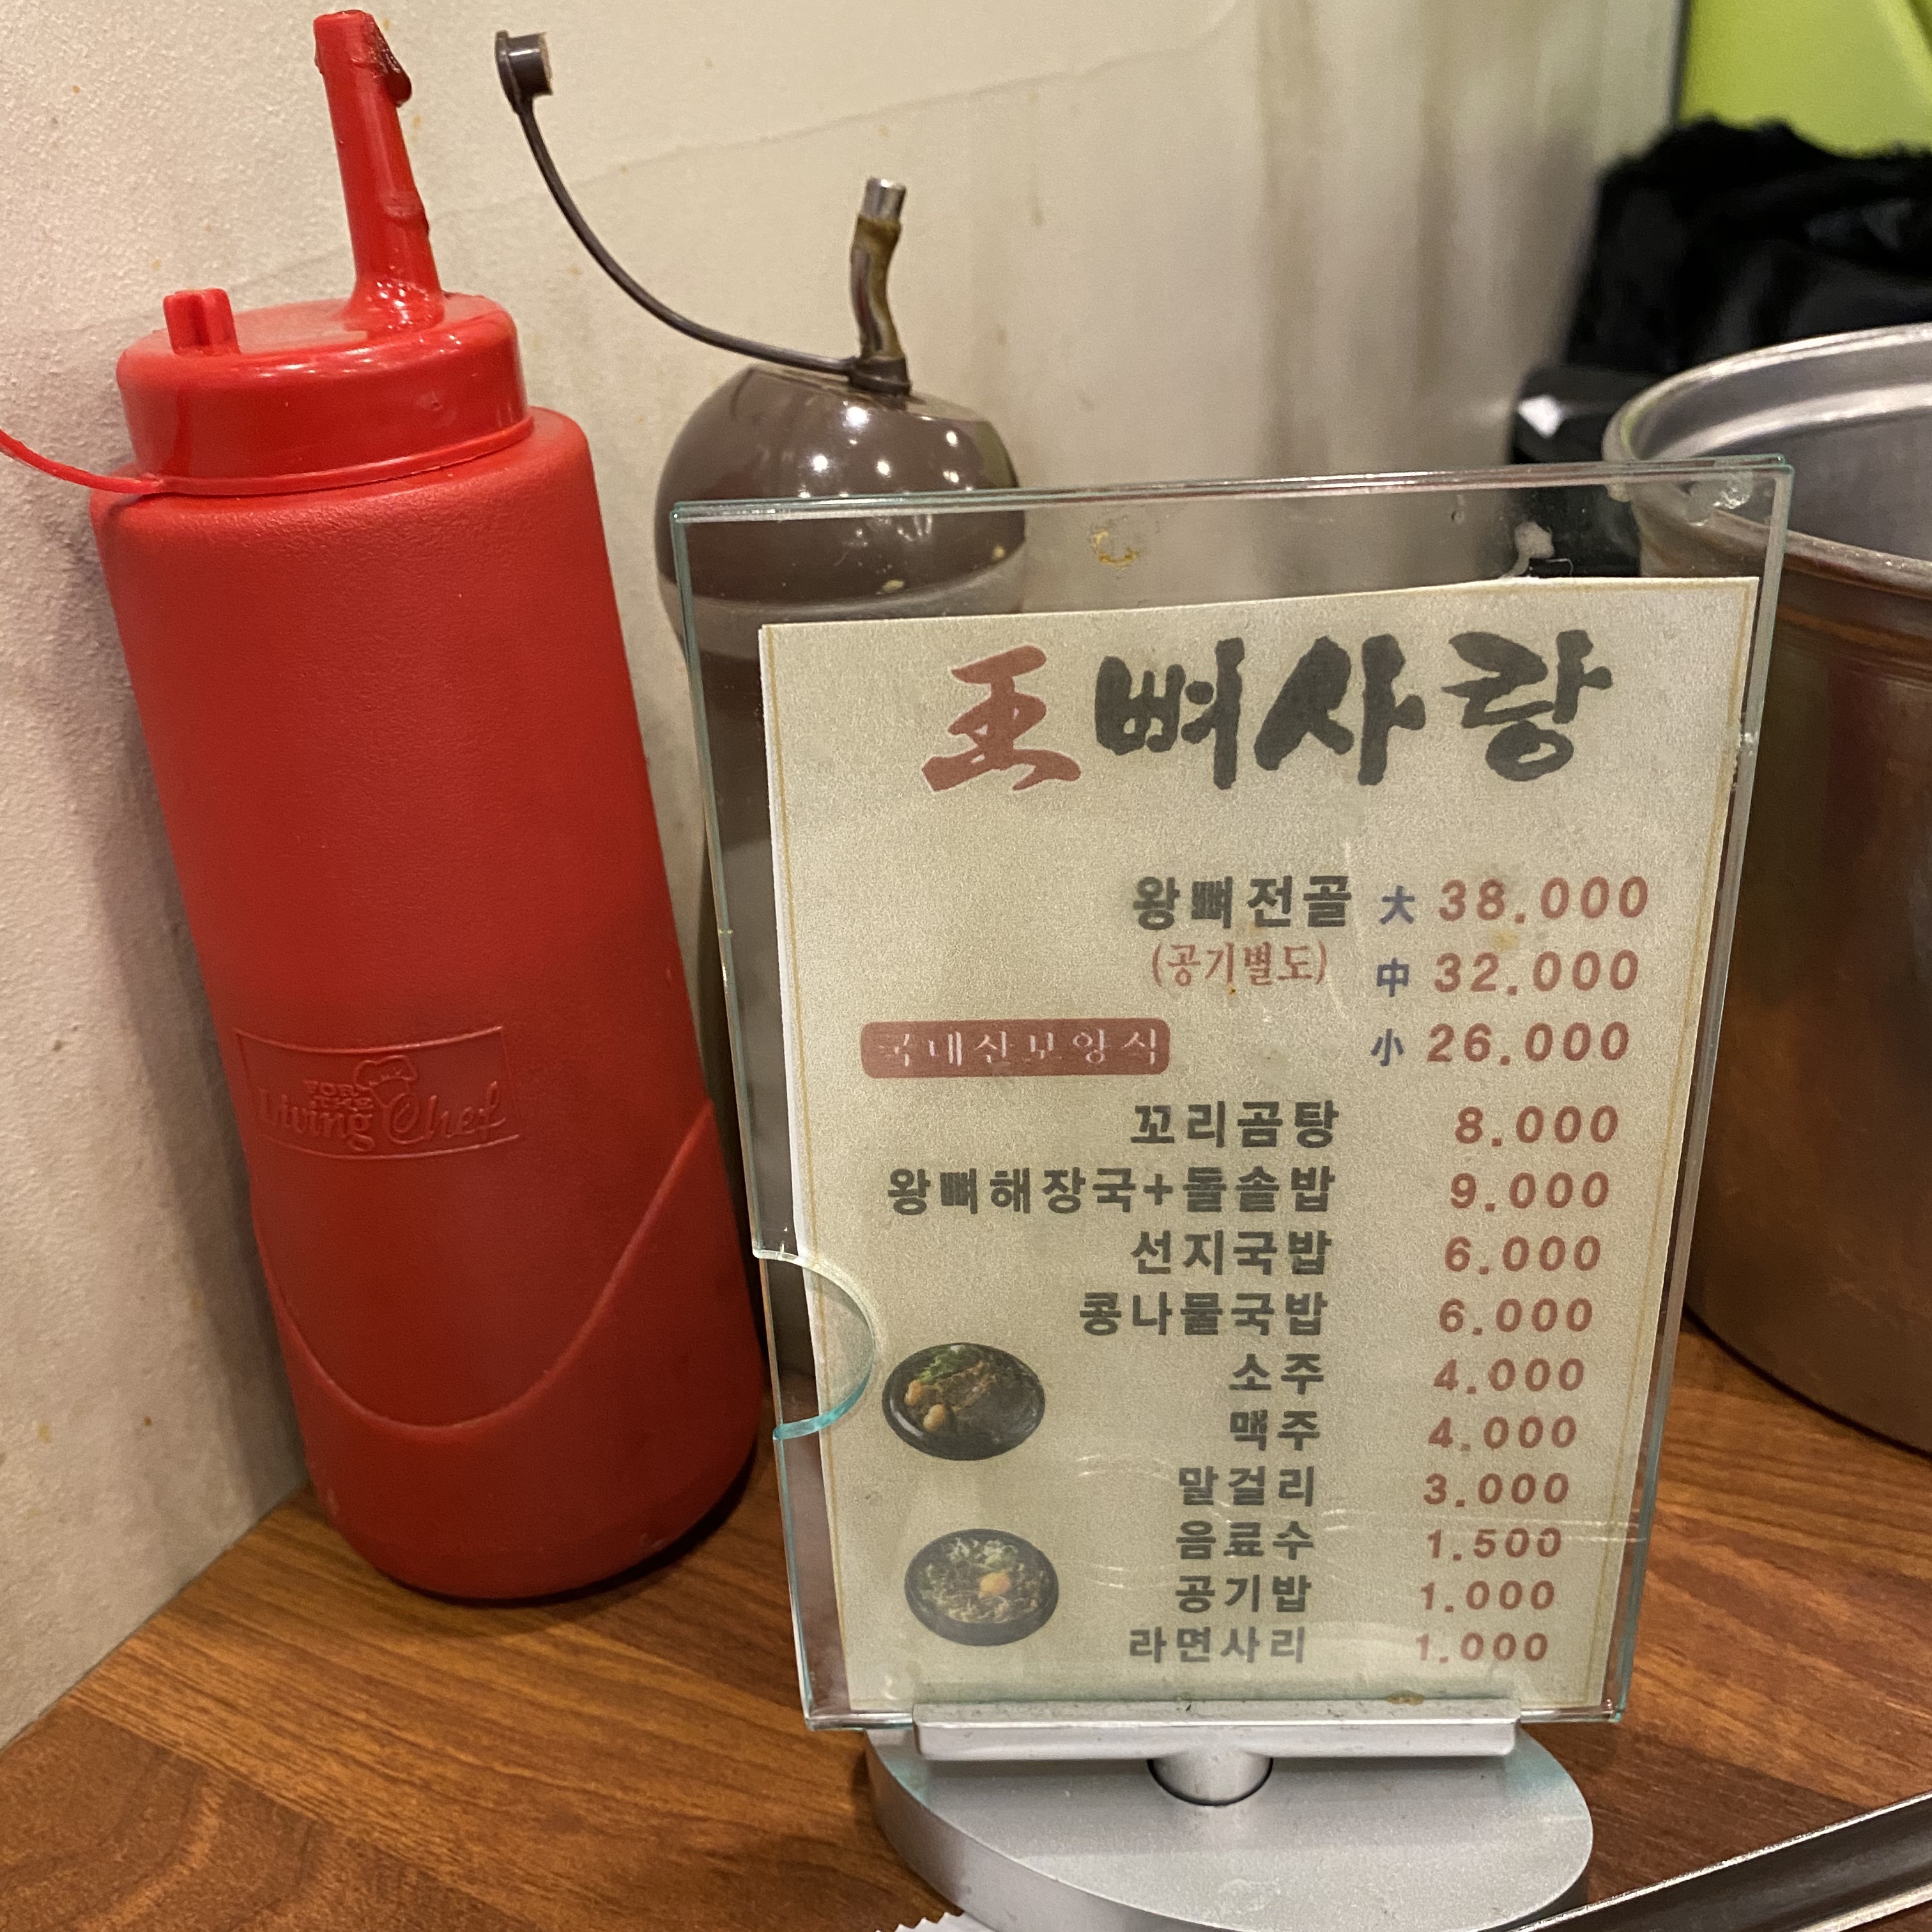 王뼈사랑
왕뼈전골 大 38.000
(공기별도) 中 32.000
국내산보양식 小 26.000
꼬리곰탕 8.000
왕뼈해장국+돌솥밥 9.000
선지국밥 6.000
콩나물국밥 6.000
소주 4.000
맥주 4.000
말걸리 3.000
음료수 1.500
공기밥 1.000
라면사리 1.000
Living Chef